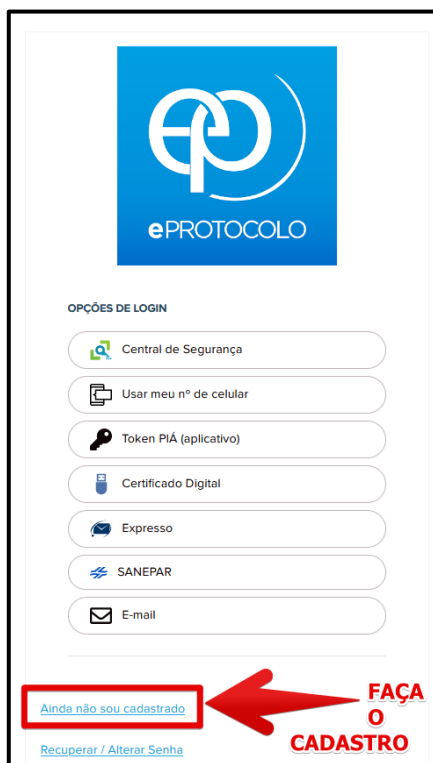 ep
ePROTOCOLO
OPÇÕES DE LOGIN
Central de Segurança
Usar meu nº de celular
Token PIÁ (aplicativo)
Certificado Digital
Expresso
SANEPAR
E-mail
Ainda não sou cadastrado
Recuperar / Alterar Senha
FAÇA
O
CADASTRO